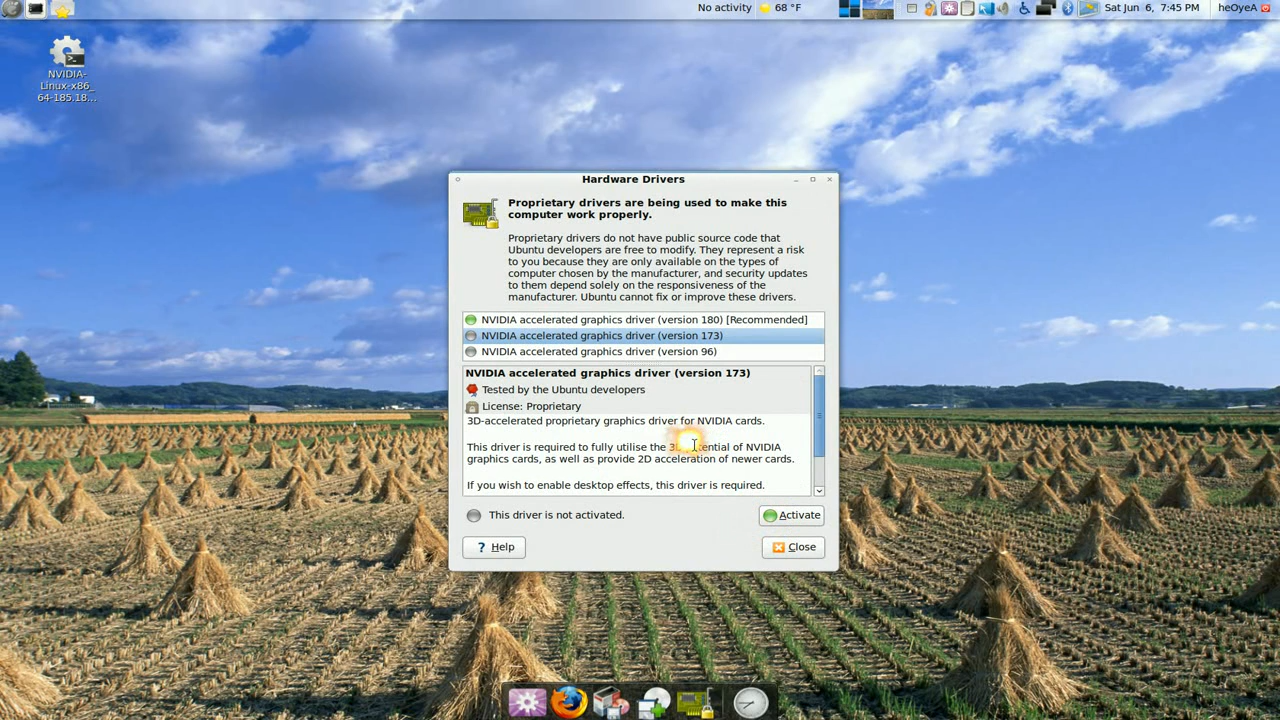 No activity 68 °F Sat Jun 6, 7:45 PM heOyeA
NVIDIA-
Linux-x86_
64-185.18...
Hardware Drivers
Proprietary drivers are being used to make this
computer work properly.
Proprietary drivers do not have public source code that
Ubuntu developers are free to modify. They represent a risk
to you because they are only available on the types of
computer chosen by the manufacturer, and security updates
to them depend solely on the responsiveness of the
manufacturer. Ubuntu cannot fix or improve these drivers.
NVIDIA accelerated graphics driver (version 180) [Recommended]
NVIDIA accelerated graphics driver (version 173)
NVIDIA accelerated graphics driver (version 96)
NVIDIA accelerated graphics driver (version 173)
Tested by the Ubuntu developers
License: Proprietary
3D-accelerated proprietary graphics driver for NVIDIA cards.
This driver is required to fully utilise the 3D potential of NVIDIA
graphics cards, as well as provide 2D acceleration of newer cards.
If you wish to enable desktop effects, this driver is required.
This driver is not activated.
Activate
? Help
Close